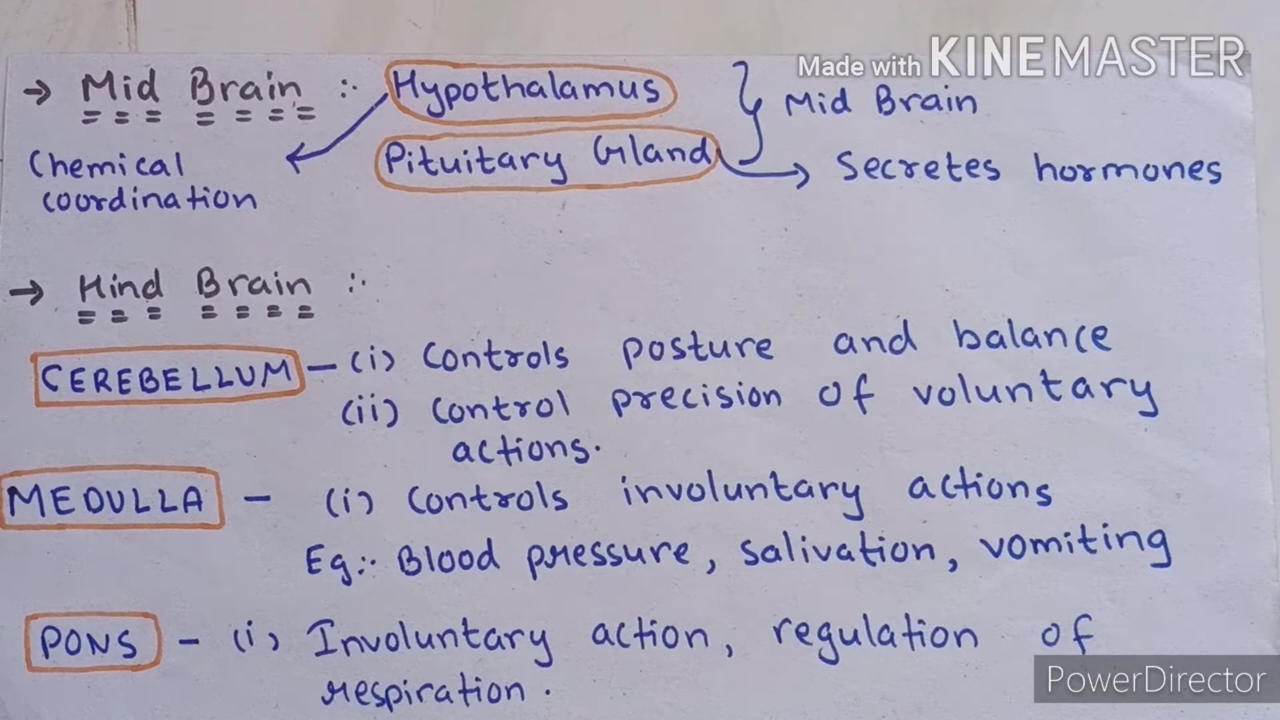 Made with KINEMASTER
→ Mid Brain :- Hypothalamus
Mid Brain
Chemical coordination
Pituitary Gland → Secretes hormones
→ Hind Brain :-
CEREBELLUM - (i) Controls posture and balance
(ii) Control precision of voluntary
actions.
MEDULLA - (i) Controls involuntary actions
Eg:- Blood pressure, salivation, vomiting
PONS - (i) Involuntary action, regulation of
respiration.
PowerDirector